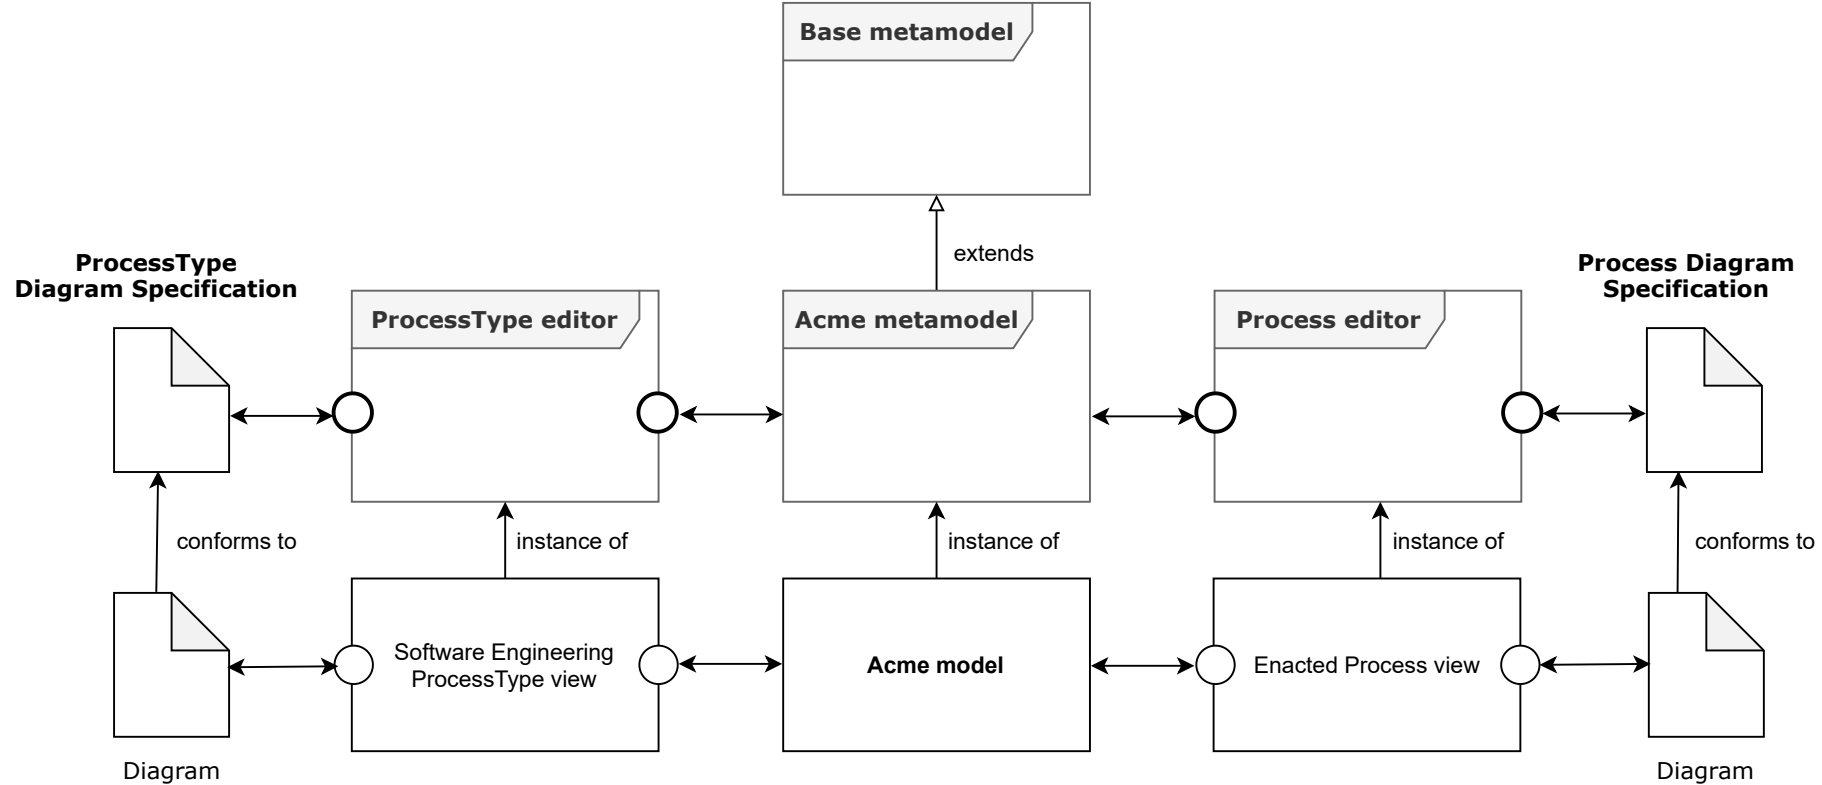 Base metamodel
extends
ProcessType
Diagram Specification
Process Diagram
Specification
ProcessType editor
Acme metamodel
Process editor
conforms to
instance of
instance of
instance of
conforms to
Software Engineering
ProcessType view
Acme model
Enacted Process view
Diagram
Diagram